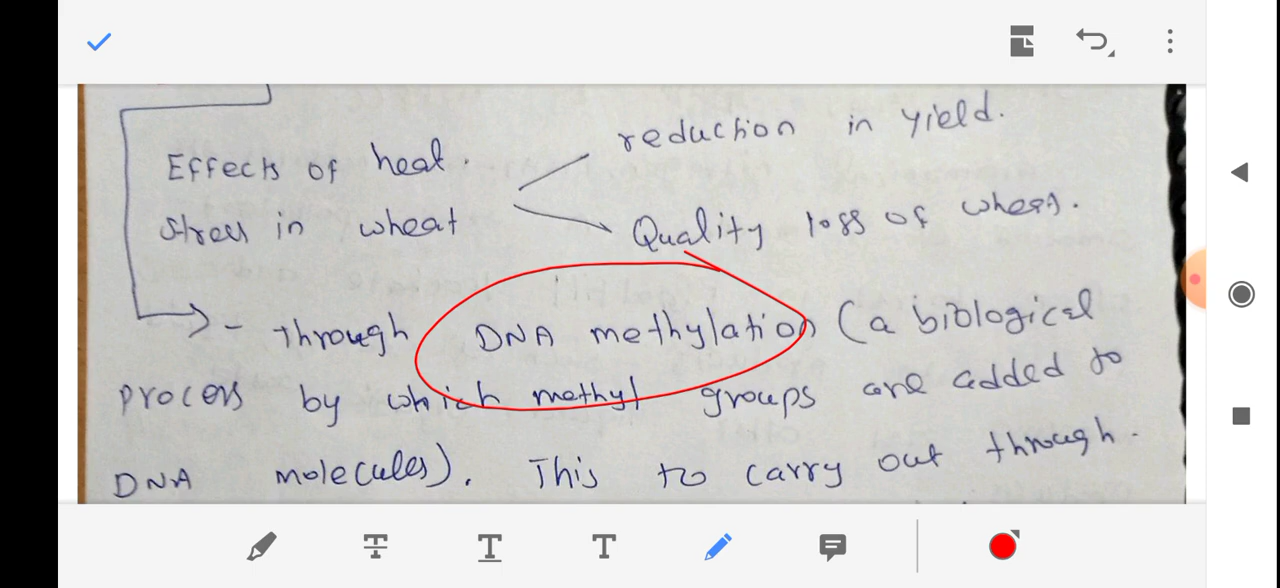 Effects of heat. reduction in yield.
stress in wheat Quality loss of wheat.
- Through DNA methylation (a biological
process by which methyl groups are added to
DNA molecules). This to carry out through.
T T T